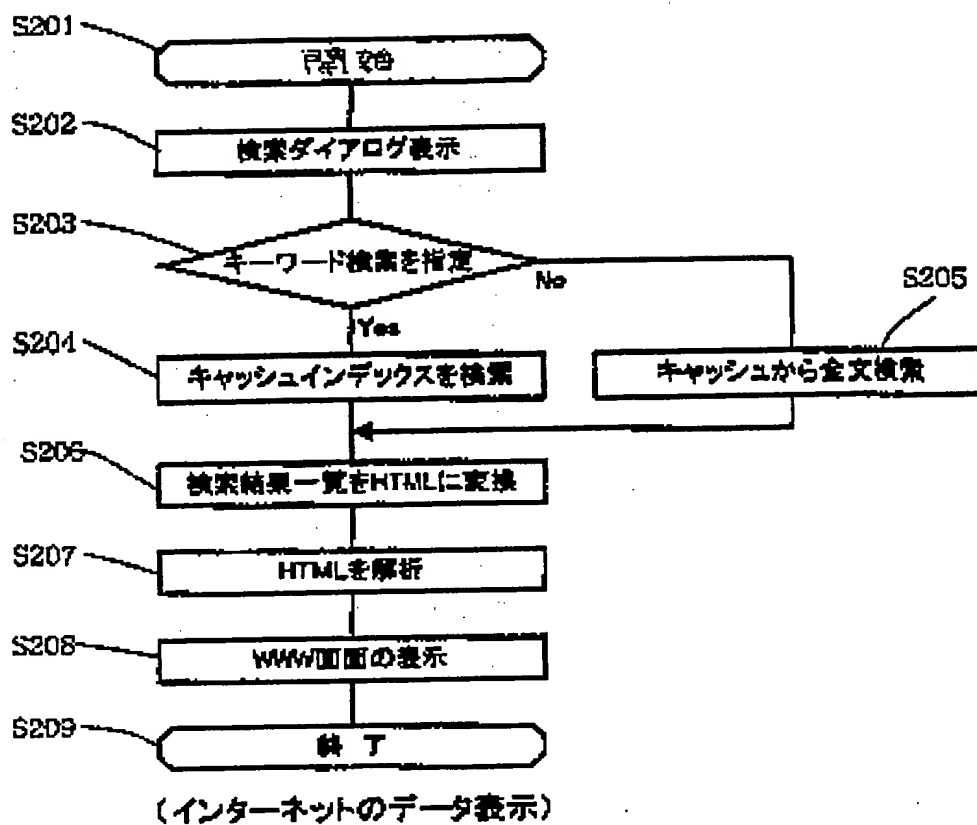 S201
開始
S202
検索ダイアログ表示
S203
キーワード検索を指定
No
S205
Yes
S204
キャッシュインデックスを検索
キャッシュから全文検索
S206
検索結果一覧をHTMLに変換
S207
HTMLを解析
S208
WWW画面の表示
S209
終了
(インターネットのデータ表示)